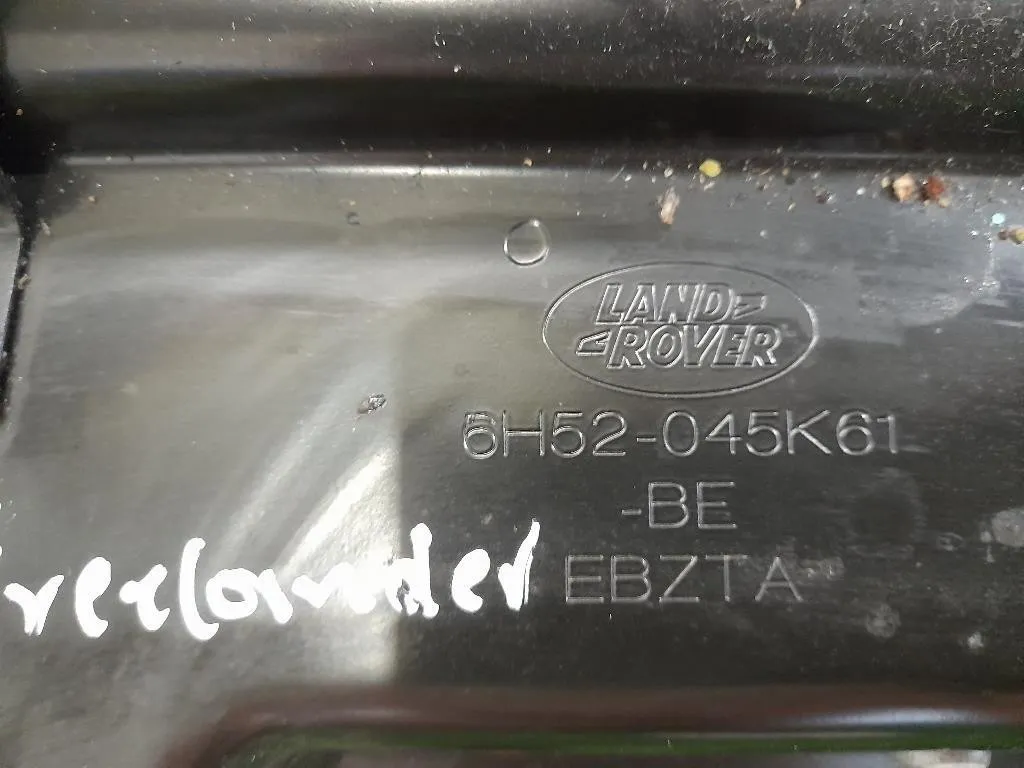 LAND
ROVER
6H52-045K61
-BE
EBZTA